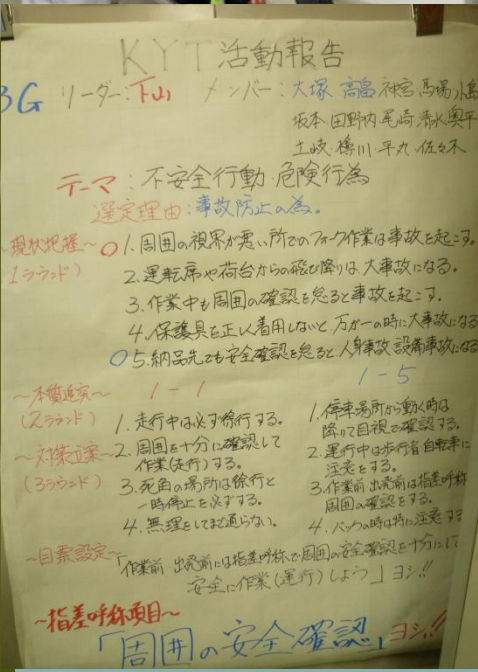 KYT活動報告
3G リーダー:下山 メンバー:大塚 高畠 神宮 馬場 小島
坂本 田野内 尾崎 清水 奥平
土岐 樽川 平丸 佐々木
テーマ:不安全行動・危険行為
選定理由:事故防止の為。
~現状把握~
(1ラウンド)
○1.周囲の視界が悪い所でのフォーク作業は事故を起こす。
2.運転席や荷台からの飛び降りは大事故になる。
3.作業中も周囲の確認を怠ると事故を起こす。
4.保護具を正しく着用しないと、万が一の時に大事故になる
○5.納品先でも安全確認を怠ると人身事故、設備事故になる
~本質追究~
(2ラウンド)
~対策立案~
(3ラウンド)
1-1
1.走行中は必ず徐行する。
2.周囲を十分に確認して
作業(走行)する。
3.死角の場所は徐行と
一時停止を必ずする。
4.無理をしてまで通らない。
1-5
1.停車場所から動く時は
降りて目視で確認する。
2.運行中は歩行者自転車に
注意をする。
3.作業前、出発前は指差呼称
周囲の確認をする。
4.バックの時は特に注意する
~目標設定~
「作業前 出発前には指差呼称で周囲の安全確認を十分にして
安全に作業(運行)しよう」ヨシ!!
~指差呼称項目~
「周囲の安全確認」ヨシ!!